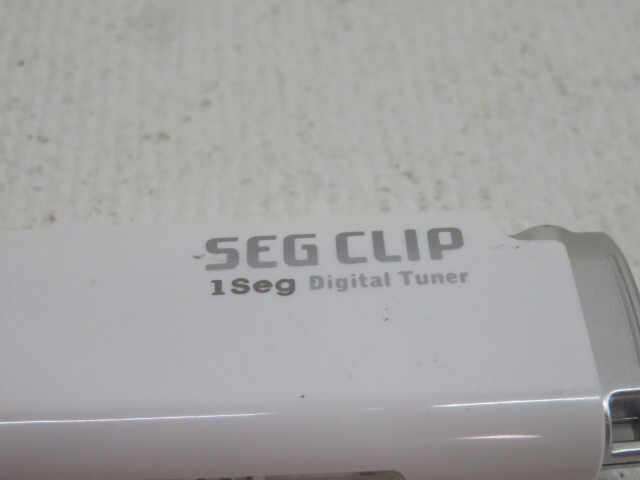 SEG CLIP
1Seg Digital Tuner